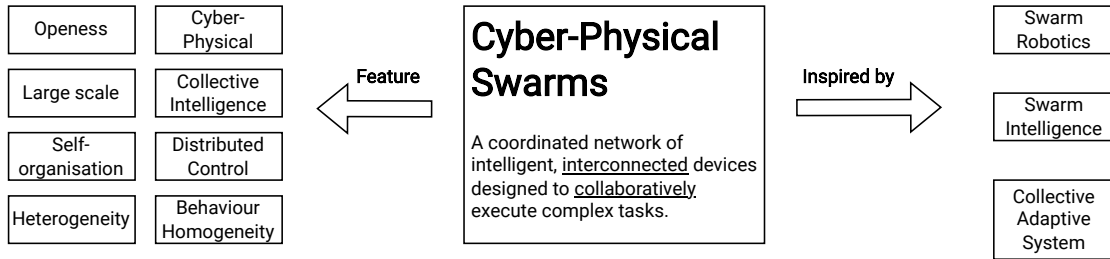 Openess
Cyber-
Physical
Large scale
Collective
Intelligence
Self-
organisation
Distributed
Control
Heterogeneity
Behaviour
Homogeneity
Feature
Cyber-Physical
Swarms
A coordinated network of
intelligent, interconnected devices
designed to collaboratively
execute complex tasks.
Inspired by
Swarm
Robotics
Swarm
Intelligence
Collective
Adaptive
System